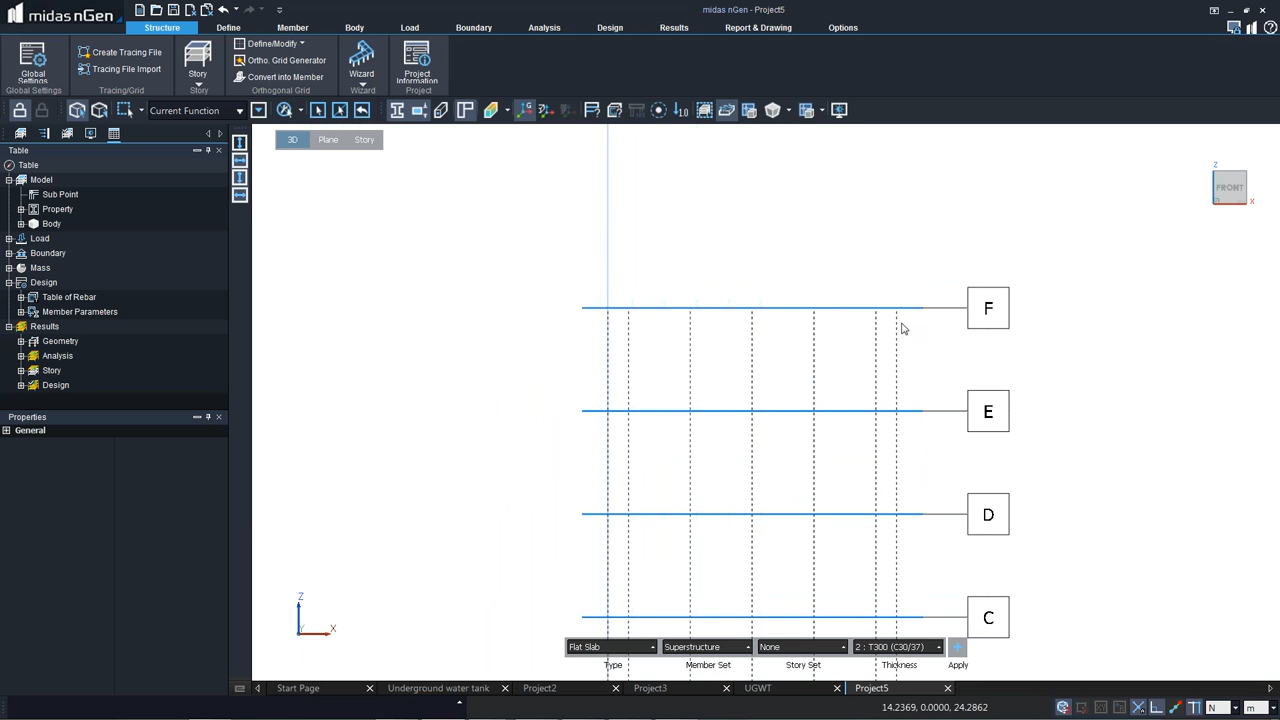 midas nGen
midas nGen - Project5
Structure Define Member Body Load Boundary Analysis Design Results Report & Drawing Options
Global Settings
Create Tracing File
Tracing File Import
Story
Define/Modify
Ortho. Grid Generator
Convert into Member
Wizard
Project Information
Global Settings Tracing/Grid Story Orthogonal Grid Wizard Project
Current Function
1.0
Table
3D Plane Story
Table
Model
Sub Point
Property
Body
Load
Boundary
Mass
Design
Table of Rebar
Member Parameters
Results
Geometry
Analysis
Story
Design
Properties
General
Z
FRONT
X
F
E
D
C
Z
Y
X
Flat Slab Superstructure None 2 : T300 (C30/37)
Type Member Set Story Set Thickness Apply
Start Page Underground water tank Project2 Project3 UGWT Project5
14.2369, 0.0000, 24.2862 N m